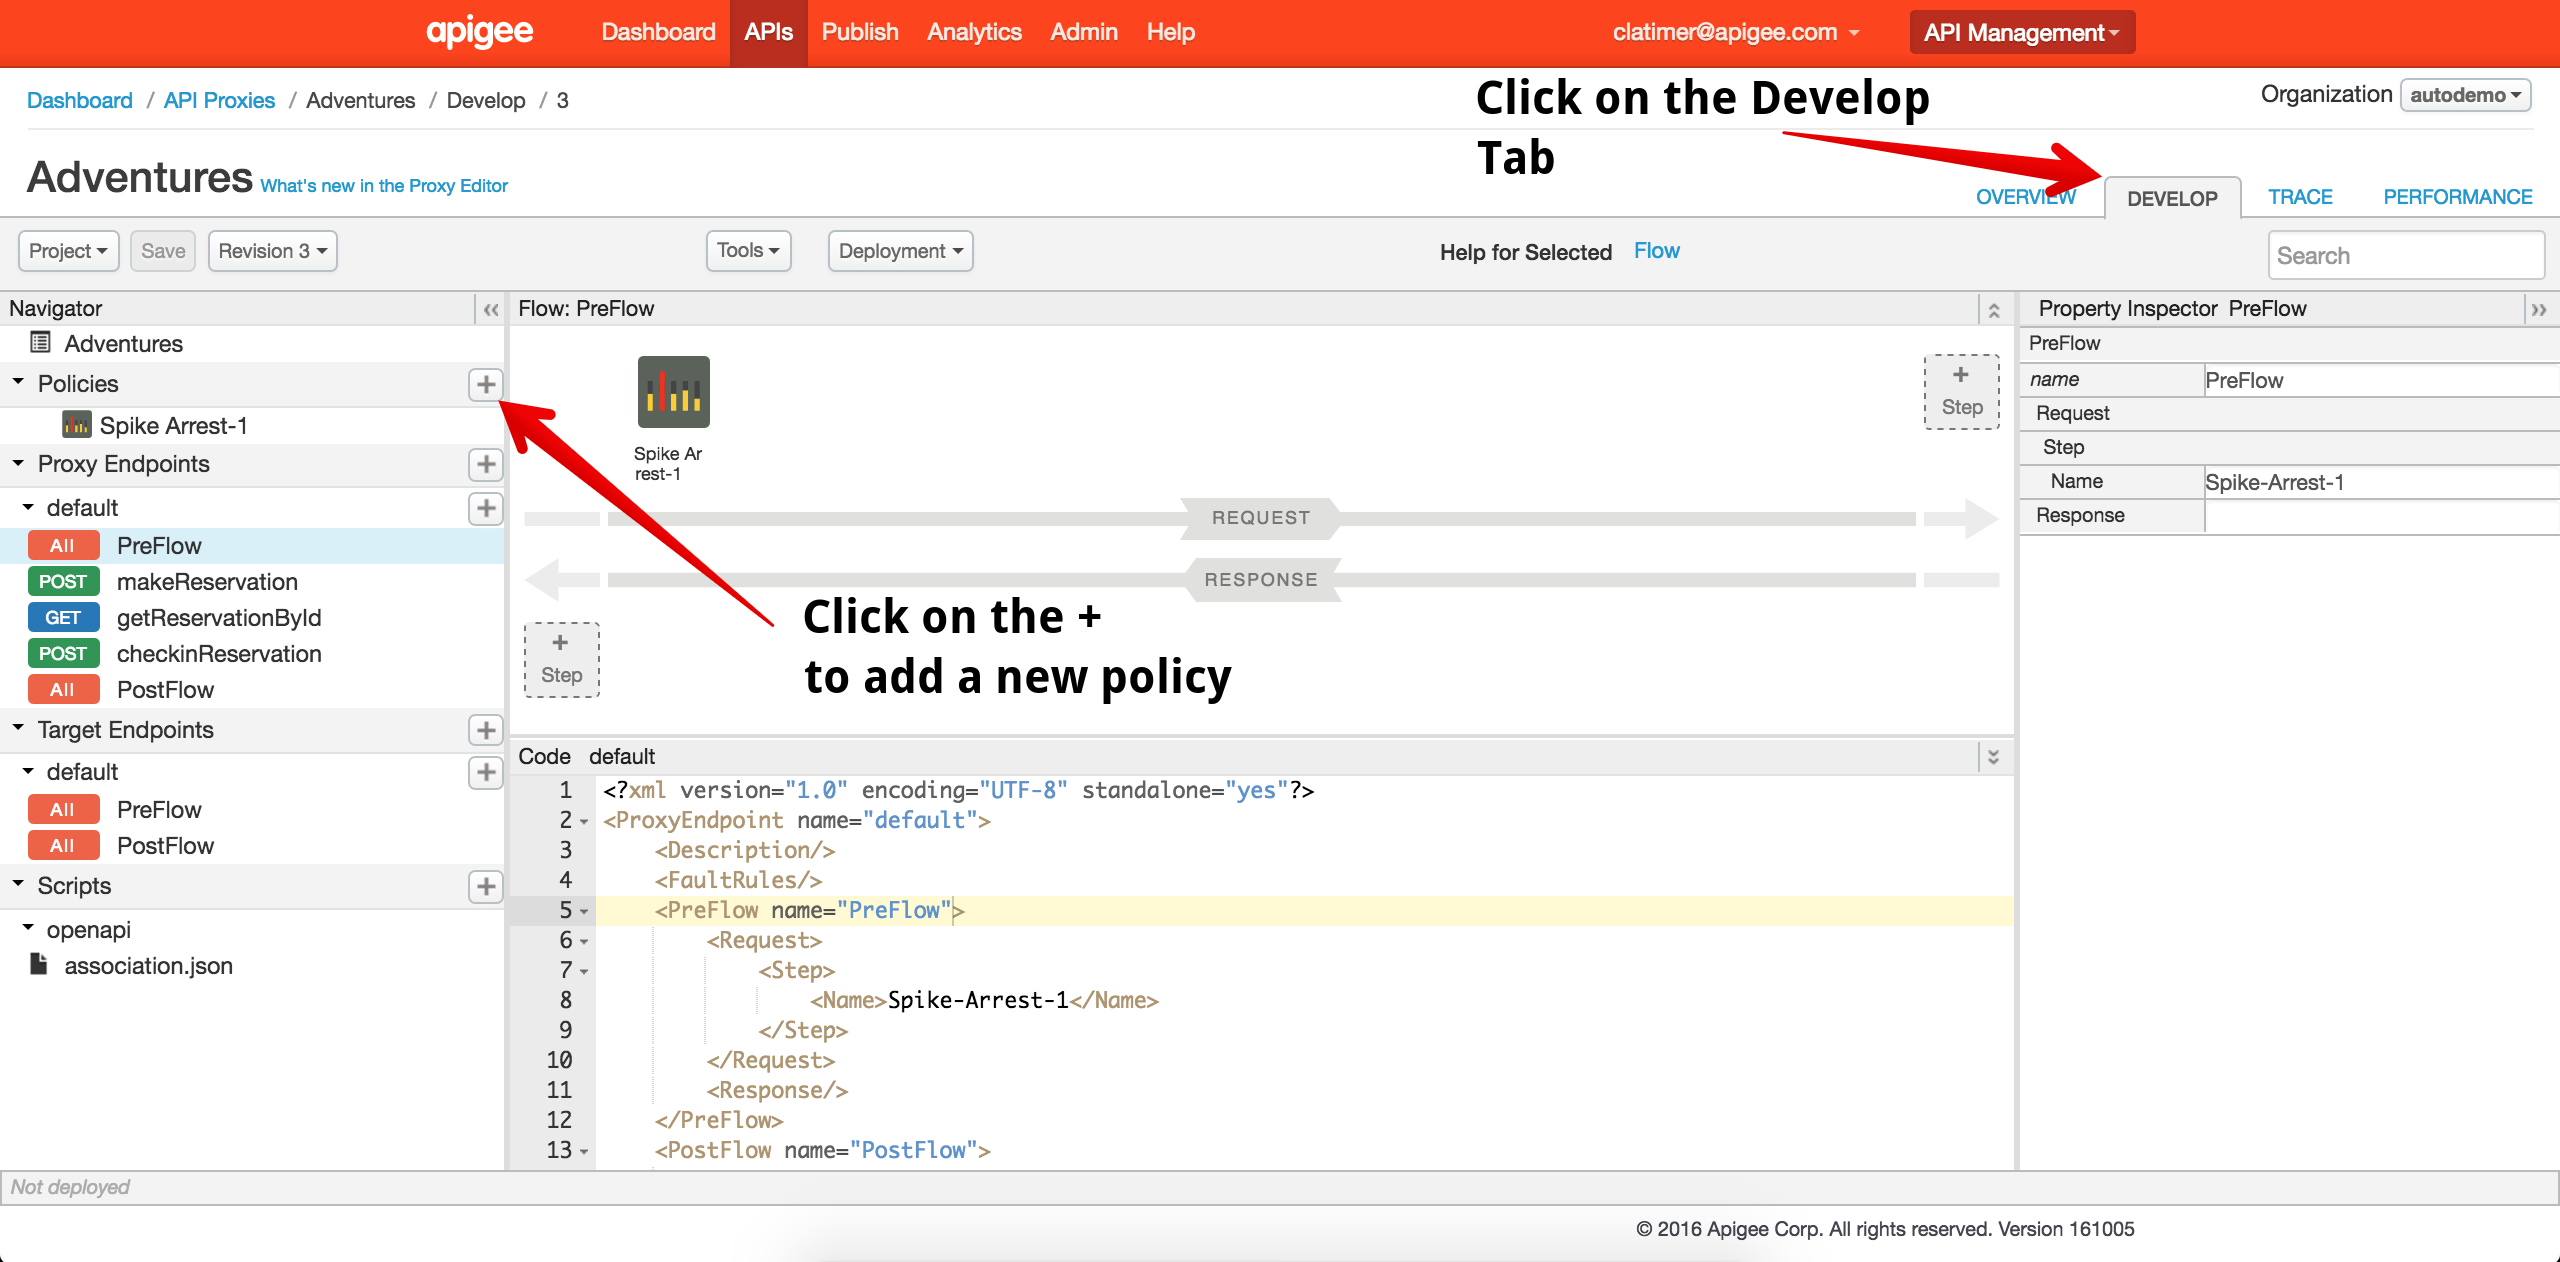 apigee Dashboard APIs Publish Analytics Admin Help clatimer@apigee.com API Management
Dashboard / API Proxies / Adventures / Develop / 3
Click on the Develop
Tab
Organization autodemo
Adventures What's new in the Proxy Editor
OVERVIEW DEVELOP TRACE PERFORMANCE
Project Save Revision 3 Tools Deployment Help for Selected Flow Search
Navigator
Adventures
Policies
Spike Arrest-1
Proxy Endpoints
default
All PreFlow
POST makeReservation
GET getReservationById
POST checkinReservation
All PostFlow
Target Endpoints
default
All PreFlow
All PostFlow
Scripts
openapi
association.json
Flow: PreFlow
Spike Ar
rest-1
+
Step
REQUEST
RESPONSE
+
Step
Click on the +
to add a new policy
Code default
1 <?xml version="1.0" encoding="UTF-8" standalone="yes"?>
2 <ProxyEndpoint name="default">
3 <Description/>
4 <FaultRules/>
5 <PreFlow name="PreFlow">
6 <Request>
7 <Step>
8 <Name>Spike-Arrest-1</Name>
9 </Step>
10 </Request>
11 <Response/>
12 </PreFlow>
13 <PostFlow name="PostFlow">
Property Inspector PreFlow
PreFlow
name PreFlow
Request
Step
Name Spike-Arrest-1
Response
Not deployed
© 2016 Apigee Corp. All rights reserved. Version 161005